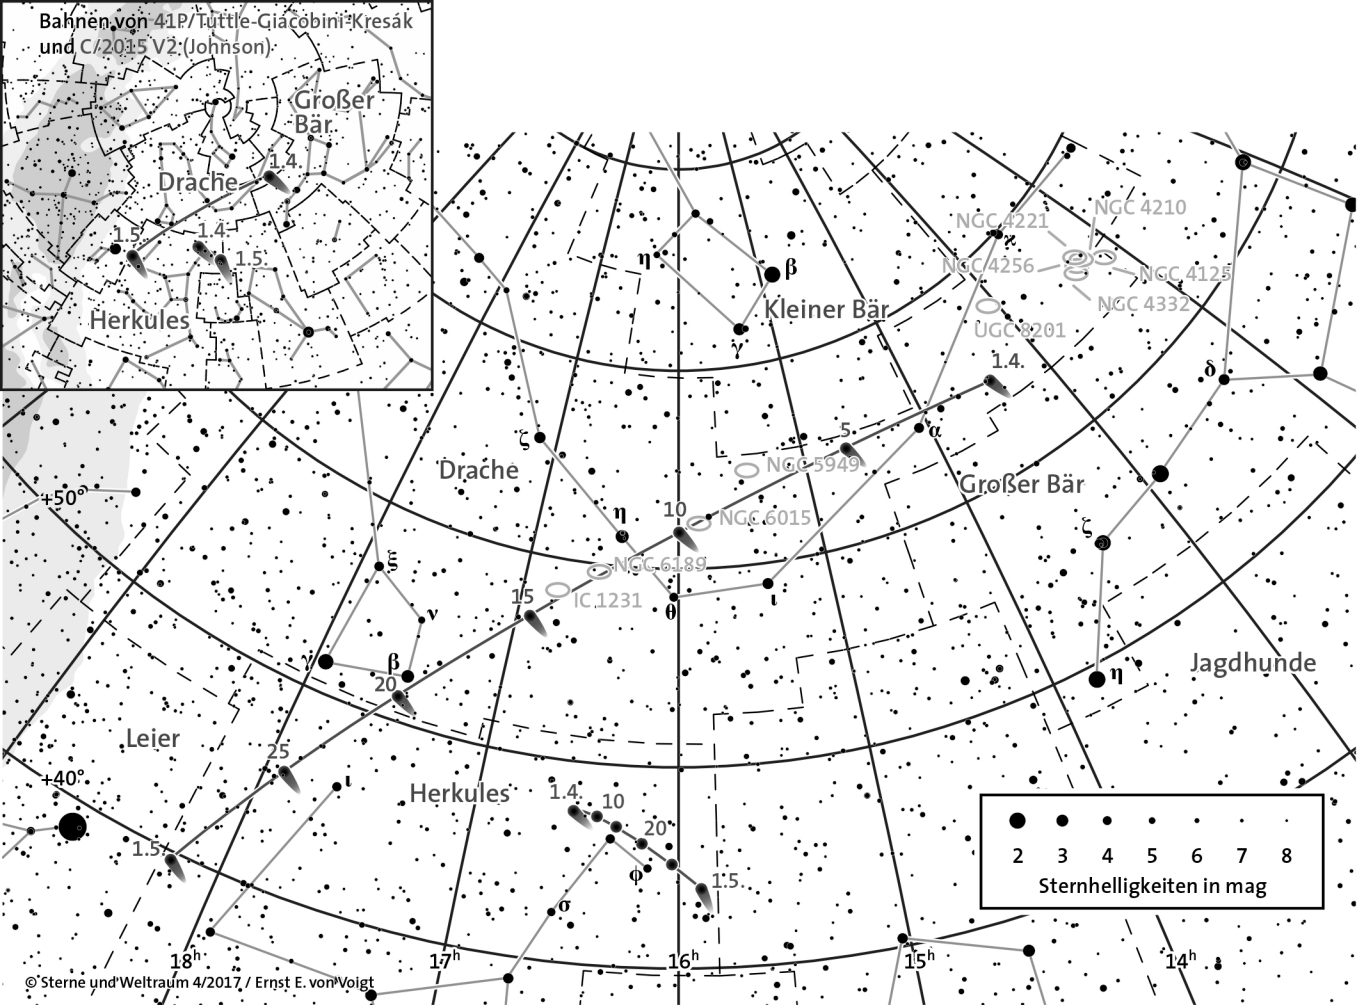 Bahnen von 41P/Tuttle-Giacobini-Kresák
und C/2015 V2 (Johnson)
Großer
Bär
1.4.
Drache
1.5.
1.4.
1.5.
Herkules
NGC 4221
NGC 4210
κ
NGC 4256
NGC 4125
NGC 4332
UGC 8201
η
β
Kleiner Bär
γ
1.4.
δ
ζ
5
α
Drache
NGC 5949
Großer Bär
+50°
η
10
NGC 6015
ζ
ξ
NGC 6189
15
IC 1231
θ
ι
ν
γ
β
20
η
Jagdhunde
Leier
25
+40°
ι
Herkules
1.4.
10
20
1.5.
φ
1.5.
σ
2 3 4 5 6 7 8
Sternhelligkeiten in mag
18h
17h
16h
15h
14h
© Sterne und Weltraum 4/2017 / Ernst E. von Voigt